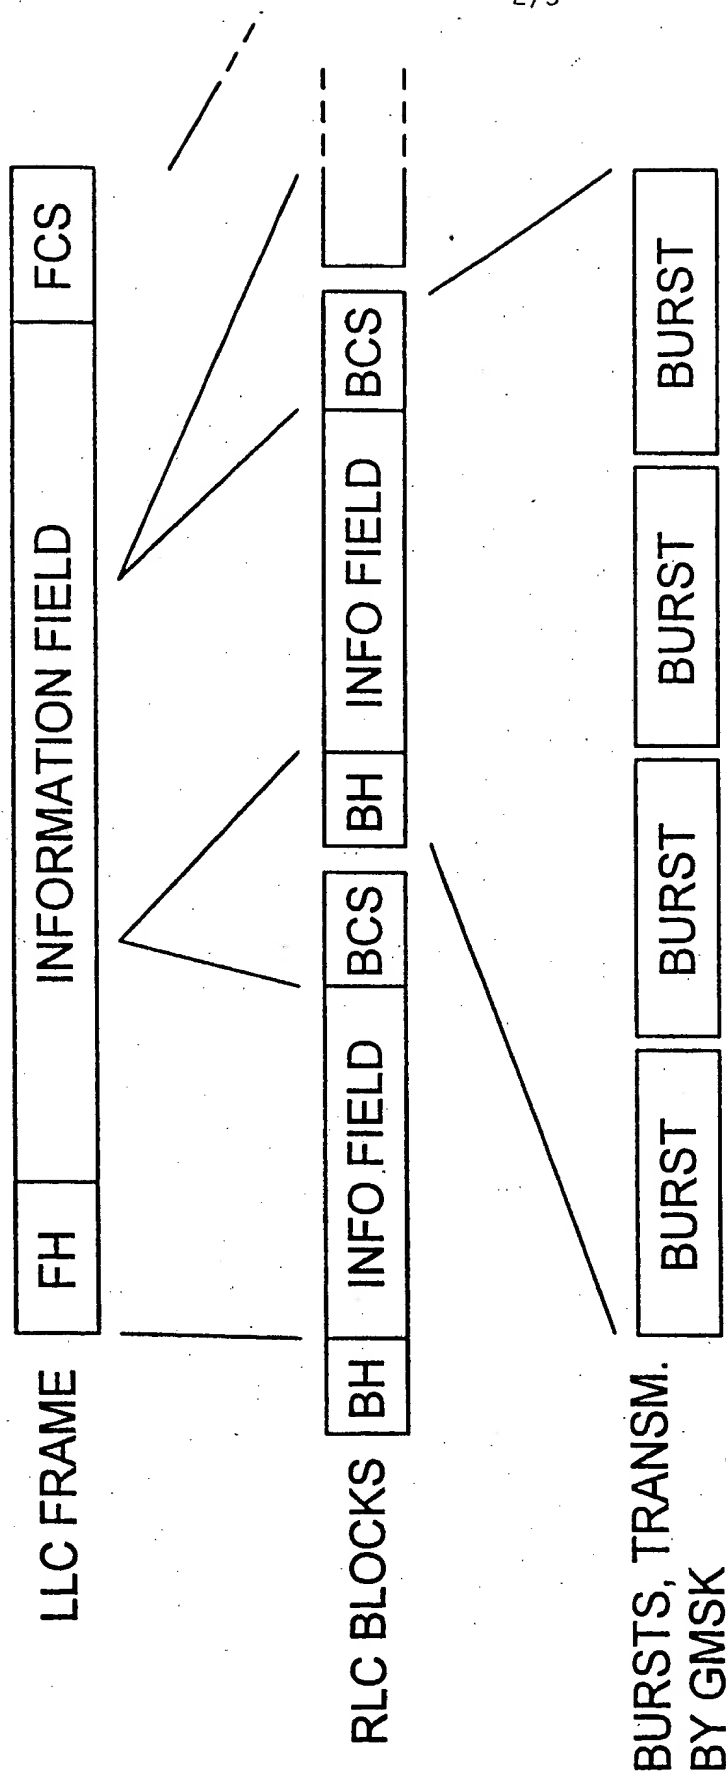 LLC FRAME
FH
INFORMATION FIELD
FCS
RLC BLOCKS
BH
INFO FIELD
BCS
BH
INFO FIELD
BCS
BURSTS, TRANSM.
BY GMSK
BURST
BURST
BURST
BURST